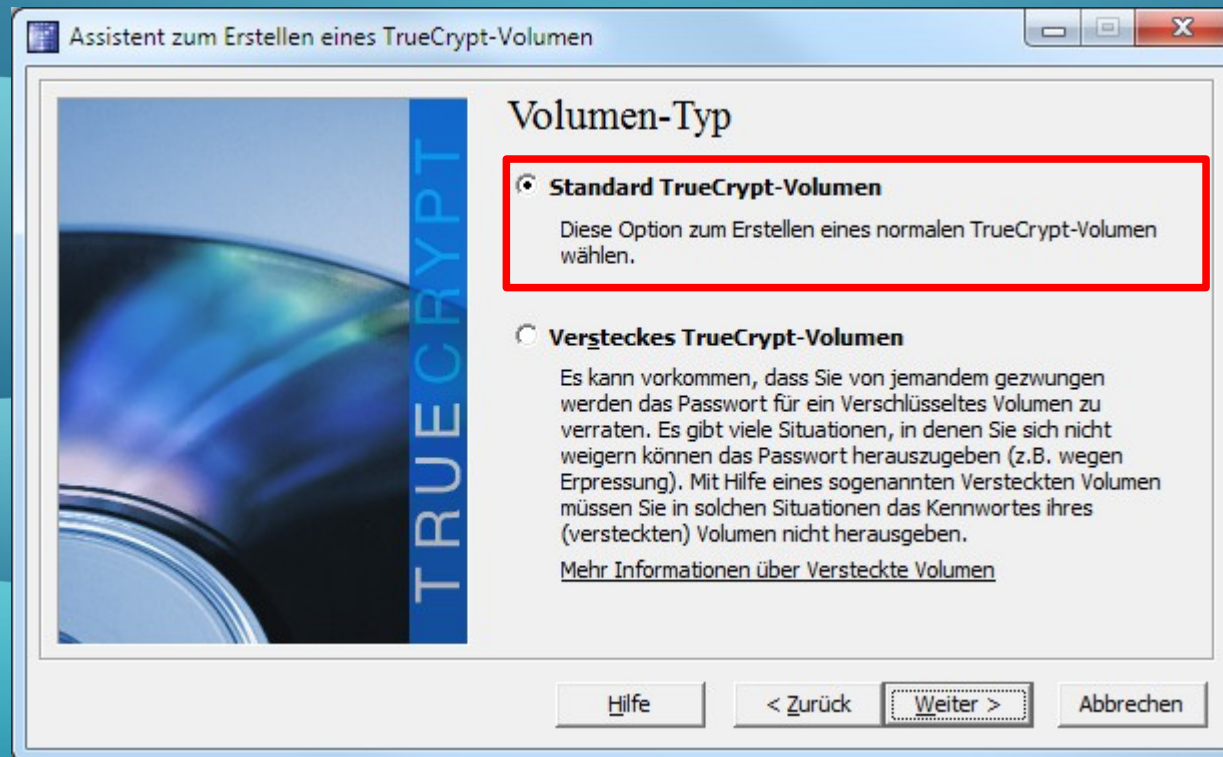 Assistent zum Erstellen eines TrueCrypt-Volumen
TRUECRYPT
Volumen-Typ
Standard TrueCrypt-Volumen
Diese Option zum Erstellen eines normalen TrueCrypt-Volumen
wählen.
Versteckes TrueCrypt-Volumen
Es kann vorkommen, dass Sie von jemandem gezwungen
werden das Passwort für ein Verschlüsseltes Volumen zu
verraten. Es gibt viele Situationen, in denen Sie sich nicht
weigern können das Passwort herauszugeben (z.B. wegen
Erpressung). Mit Hilfe eines sogenannten Versteckten Volumen
müssen Sie in solchen Situationen das Kennwortes ihres
(versteckten) Volumen nicht herausgeben.
Mehr Informationen über Versteckte Volumen
Hilfe
< Zurück
Weiter >
Abbrechen